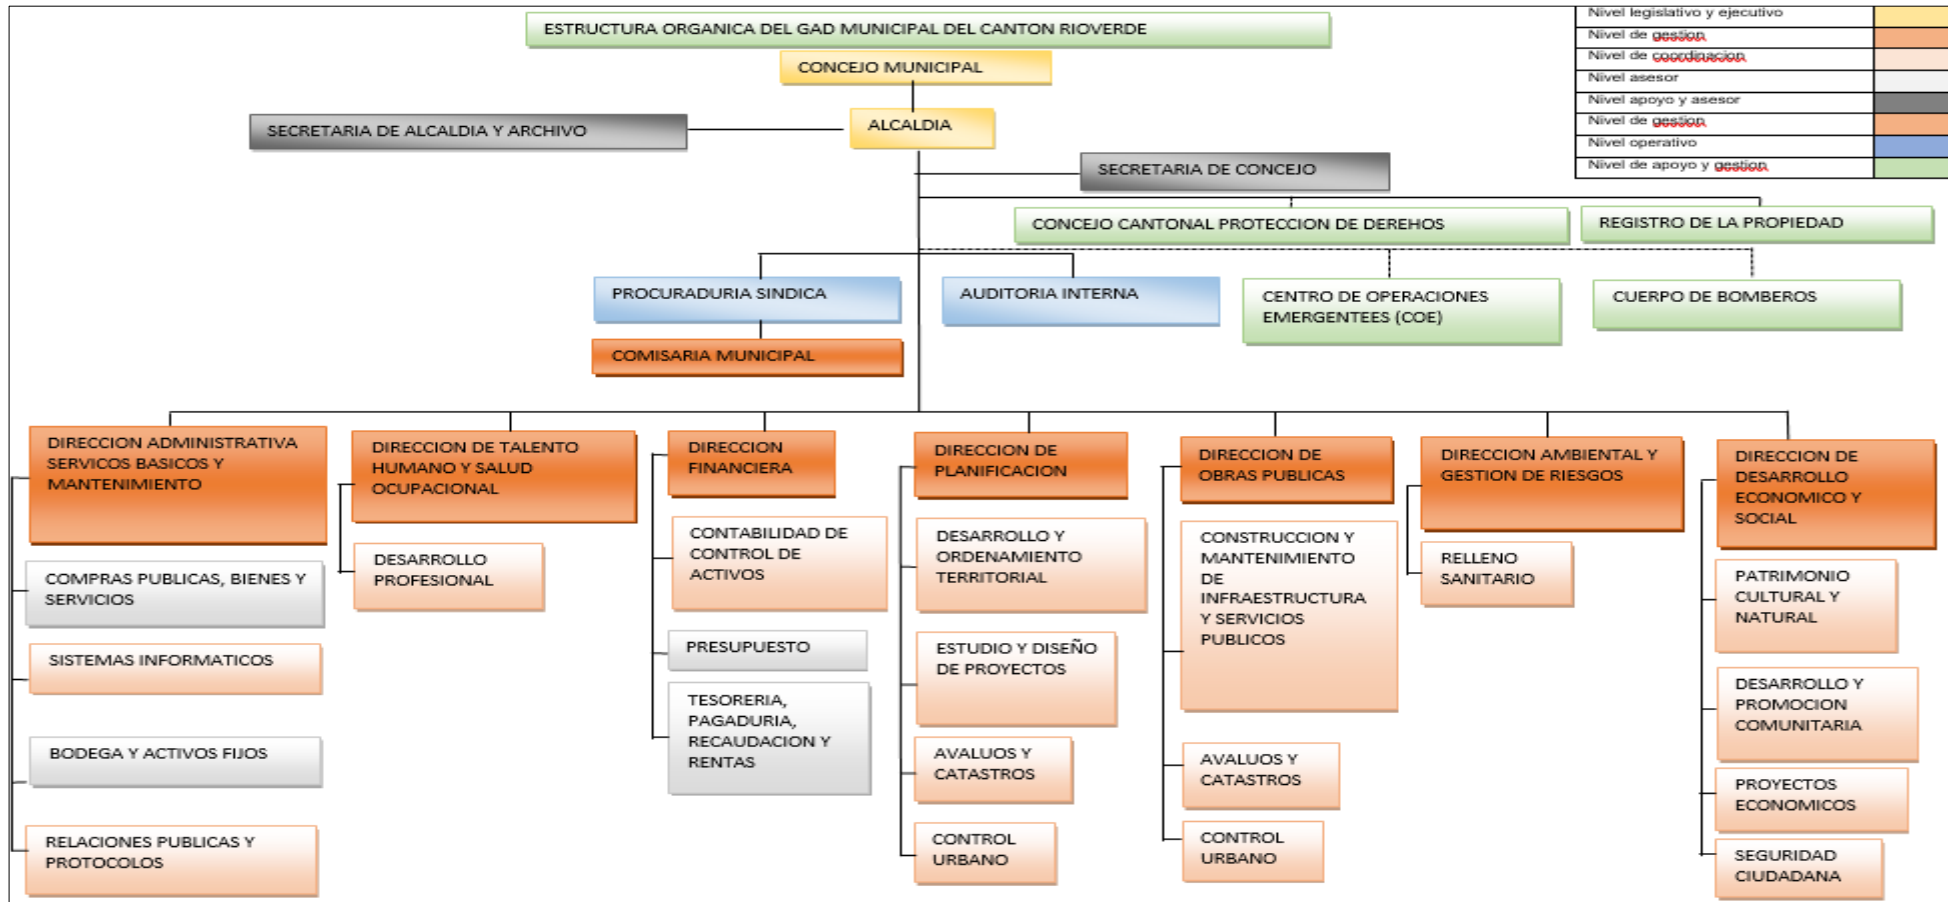 ESTRUCTURA ORGANICA DEL GAD MUNICIPAL DEL CANTON RIOVERDE
Nivel legislativo y ejecutivo
Nivel de gestion
Nivel de coordinacion
Nivel asesor
Nivel apoyo y asesor
Nivel de gestion
Nivel operativo
Nivel de apoyo y gestion
CONCEJO MUNICIPAL
SECRETARIA DE ALCALDIA Y ARCHIVO
ALCALDIA
SECRETARIA DE CONCEJO
CONCEJO CANTONAL PROTECCION DE DEREHOS
REGISTRO DE LA PROPIEDAD
PROCURADURIA SINDICA
AUDITORIA INTERNA
CENTRO DE OPERACIONES
EMERGENTEES (COE)
CUERPO DE BOMBEROS
COMISARIA MUNICIPAL
DIRECCION ADMINISTRATIVA
SERVICOS BASICOS Y
MANTENIMIENTO
COMPRAS PUBLICAS, BIENES Y
SERVICIOS
SISTEMAS INFORMATICOS
BODEGA Y ACTIVOS FIJOS
RELACIONES PUBLICAS Y
PROTOCOLOS
DIRECCION DE TALENTO
HUMANO Y SALUD
OCUPACIONAL
DESARROLLO
PROFESIONAL
DIRECCION
FINANCIERA
CONTABILIDAD DE
CONTROL DE
ACTIVOS
PRESUPUESTO
TESORERIA,
PAGADURIA,
RECAUDACION Y
RENTAS
DIRECCION DE
PLANIFICACION
DESARROLLO Y
ORDENAMIENTO
TERRITORIAL
ESTUDIO Y DISEÑO
DE PROYECTOS
AVALUOS Y
CATASTROS
CONTROL
URBANO
DIRECCION DE
OBRAS PUBLICAS
CONSTRUCCION Y
MANTENIMIENTO
DE
INFRAESTRUCTURA
Y SERVICIOS
PUBLICOS
AVALUOS Y
CATASTROS
CONTROL
URBANO
DIRECCION AMBIENTAL Y
GESTION DE RIESGOS
RELLENO
SANITARIO
DIRECCION DE
DESARROLLO
ECONOMICO Y
SOCIAL
PATRIMONIO
CULTURAL Y
NATURAL
DESARROLLO Y
PROMOCION
COMUNITARIA
PROYECTOS
ECONOMICOS
SEGURIDAD
CIUDADANA